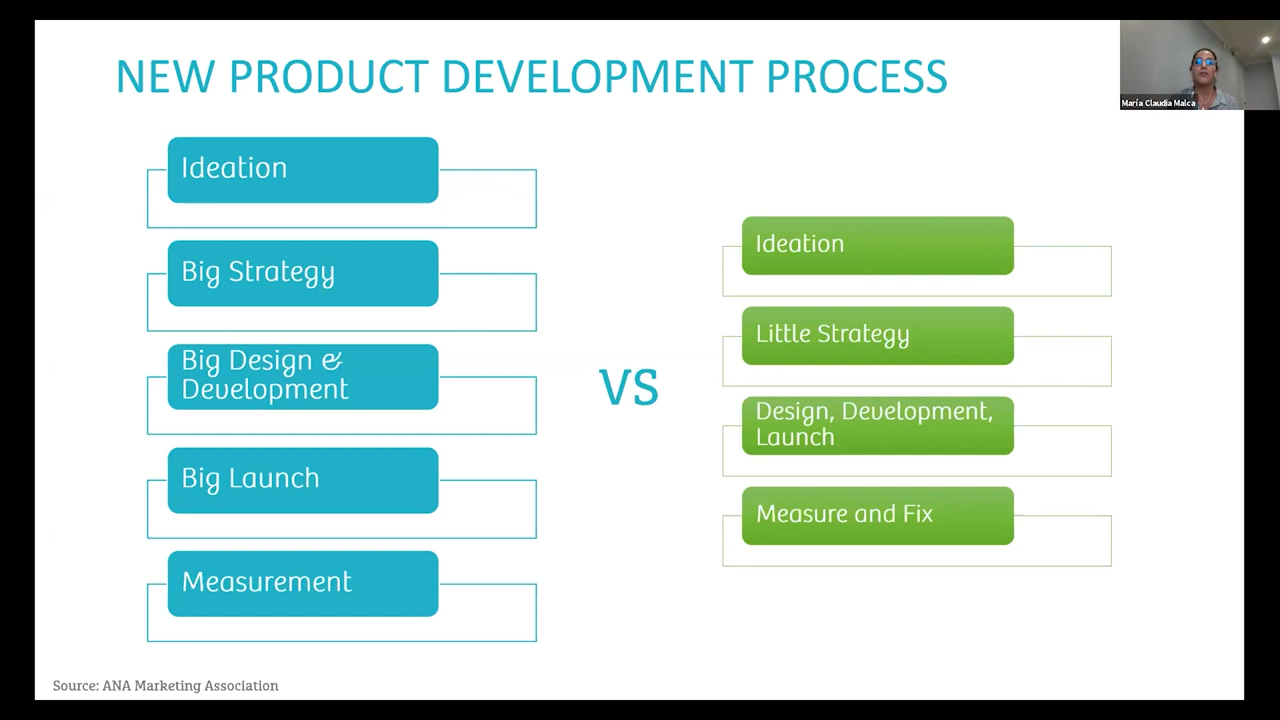 NEW PRODUCT DEVELOPMENT PROCESS
María Claudia Malca
Ideation
Big Strategy
Big Design &
Development
Big Launch
Measurement
VS
Ideation
Little Strategy
Design, Development,
Launch
Measure and Fix
Source: ANA Marketing Association